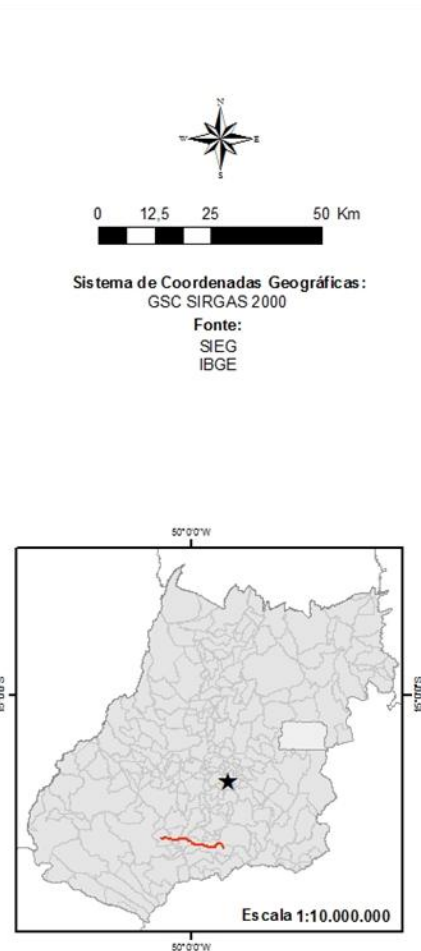 N
W E
S
0 12,5 25 50 Km
Sistema de Coordenadas Geográficas:
GSC SIRGAS 2000
Fonte:
SIEG
IBGE
50°0'0"W
Escala 1:10.000.000
50°0'0"W